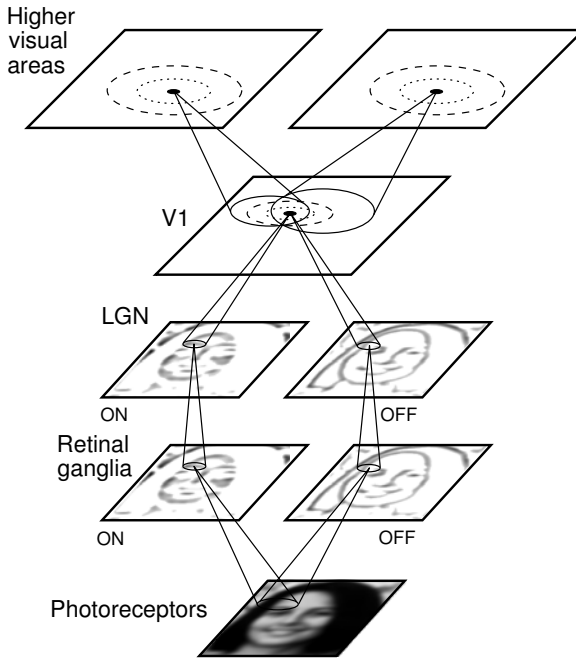 Higher
visual
areas
V1
LGN
ON
OFF
Retinal
ganglia
ON
OFF
Photoreceptors